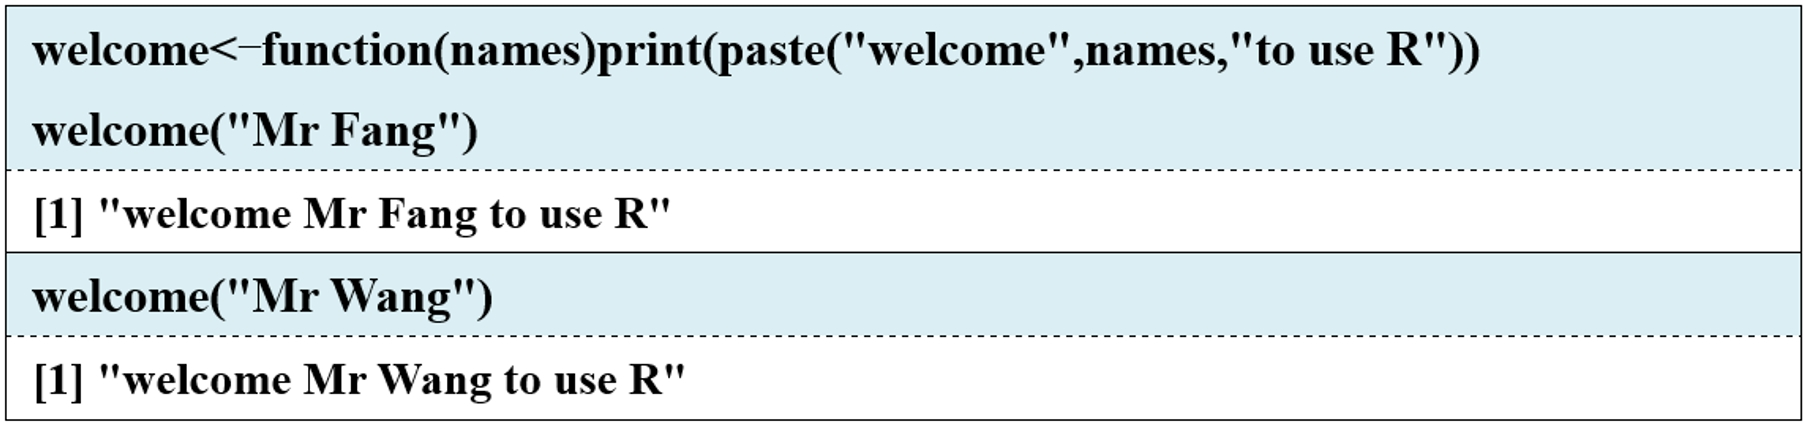 welcome<−function(names)print(paste("welcome",names,"to use R"))
welcome("Mr Fang")
[1] "welcome Mr Fang to use R"
welcome("Mr Wang")
[1] "welcome Mr Wang to use R"